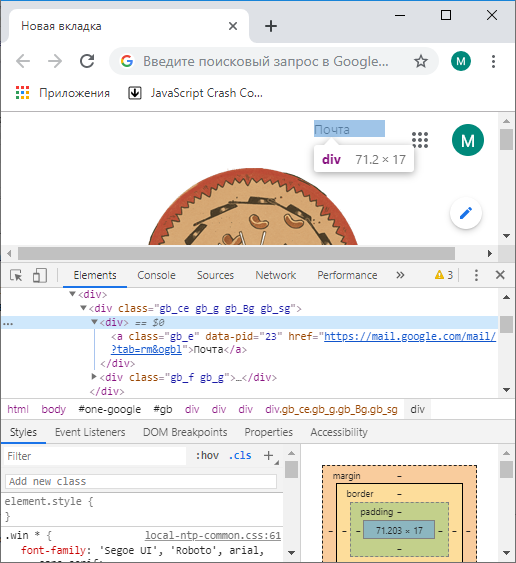 Новая вкладка
Введите поисковый запрос в Google...
M
Приложения
JavaScript Crash Co...
Почта
M
div 71.2 × 17
Elements Console Sources Network Performance » 3
<div>
<div class="gb_ce gb_g gb_Bg gb_sg">
... <div> == $0
<a class="gb_e" data-pid="23" href="https://mail.google.com/mail/
?tab=rm&ogbl">Почта</a>
</div>
<div class="gb_f gb_g">…</div>
</div>
html body #one-google #gb div div div div.gb_ce.gb_g.gb_Bg.gb_sg div
Styles Event Listeners DOM Breakpoints Properties Accessibility
Filter :hov .cls +
Add new class
element.style {
}
.win * { local-ntp-common.css:61
font-family: 'Segoe UI', 'Roboto', arial,
margin –
border –
padding –
– – – 71.203 × 17 – – –
–